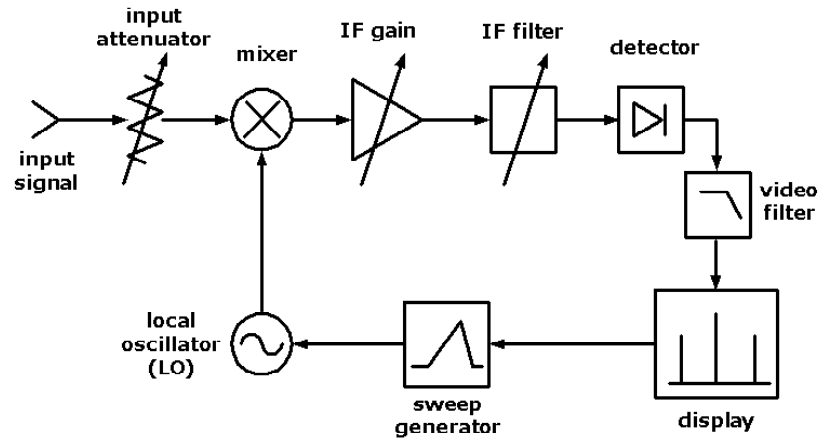 input
attenuator
mixer
IF gain
IF filter
detector
input
signal
video
filter
local
oscillator
(LO)
sweep
generator
display